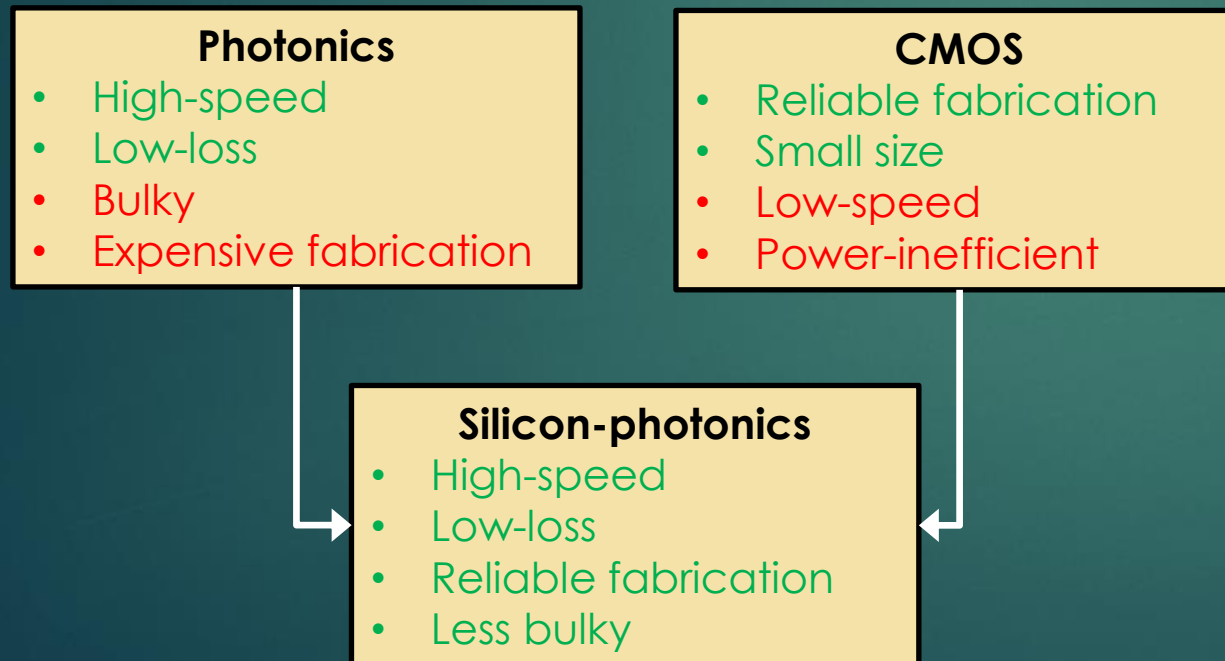 Photonics
• High-speed
• Low-loss
• Bulky
• Expensive fabrication
CMOS
• Reliable fabrication
• Small size
• Low-speed
• Power-inefficient
Silicon-photonics
• High-speed
• Low-loss
• Reliable fabrication
• Less bulky